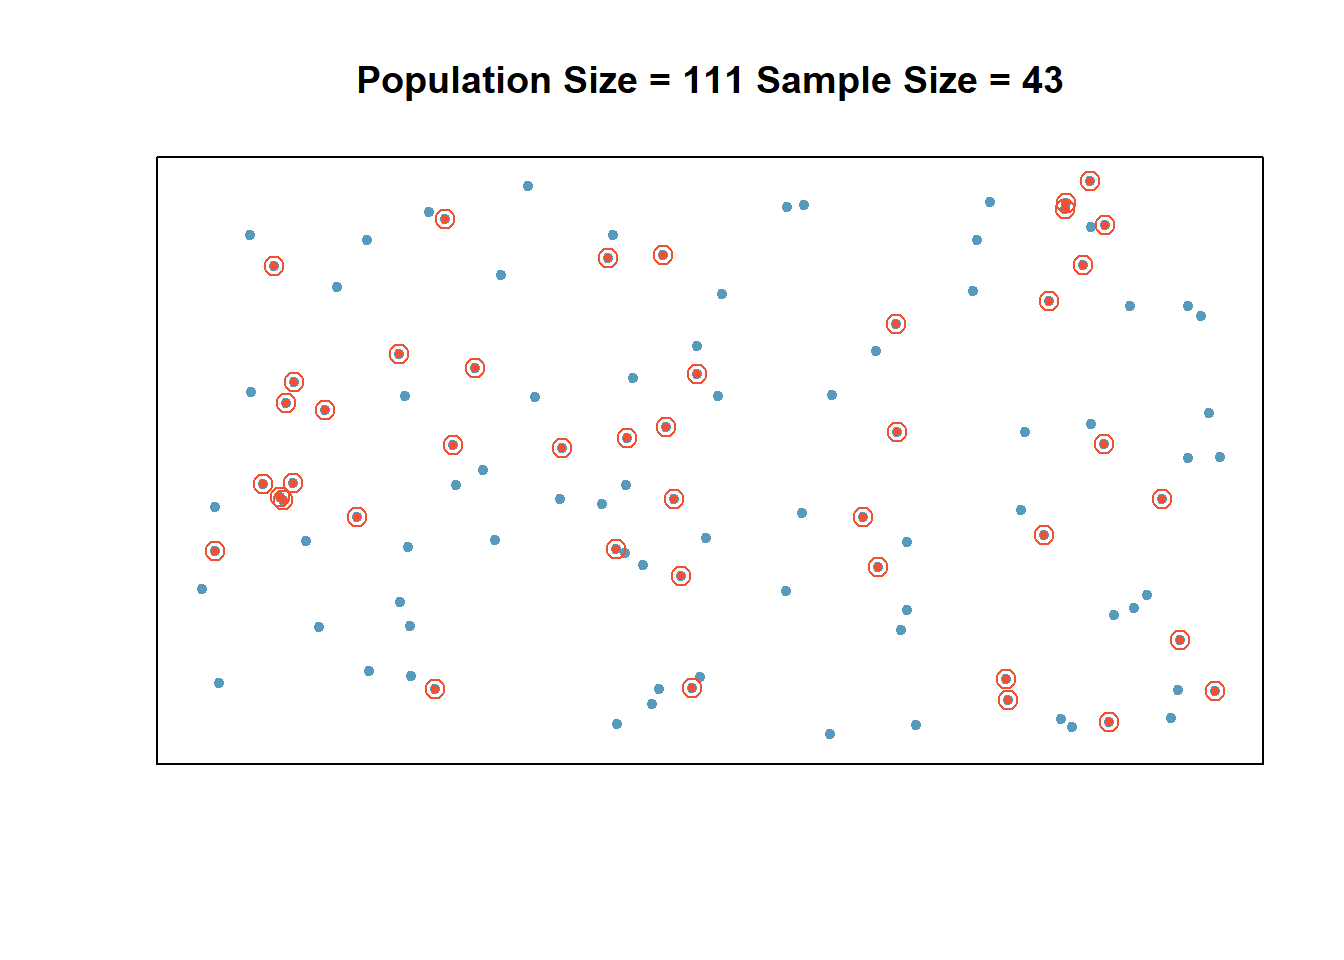 Population Size = 111 Sample Size = 43